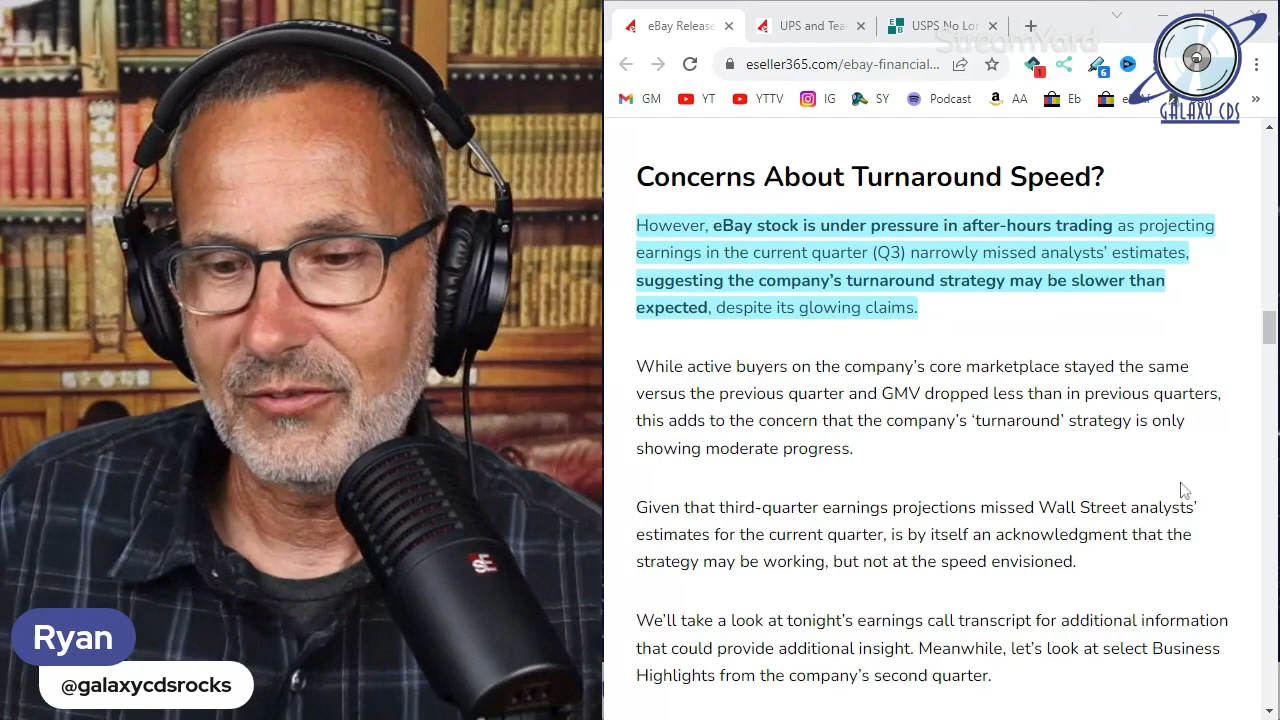 eBay Release
UPS and Tea
USPS No Lon
StreamYard
eseller365.com/ebay-financial...
1
6
GM
YT
YTTV
IG
SY
Podcast
AA
Eb
GALAXY CDS
Concerns About Turnaround Speed?
However, eBay stock is under pressure in after-hours trading as projecting
earnings in the current quarter (Q3) narrowly missed analysts' estimates,
suggesting the company's turnaround strategy may be slower than
expected, despite its glowing claims.
While active buyers on the company's core marketplace stayed the same
versus the previous quarter and GMV dropped less than in previous quarters,
this adds to the concern that the company's 'turnaround' strategy is only
showing moderate progress.
Given that third-quarter earnings projections missed Wall Street analysts'
estimates for the current quarter, is by itself an acknowledgment that the
strategy may be working, but not at the speed envisioned.
We'll take a look at tonight's earnings call transcript for additional information
that could provide additional insight. Meanwhile, let's look at select Business
Highlights from the company's second quarter.
audio-technica
sE
Ryan
@galaxycdsrocks